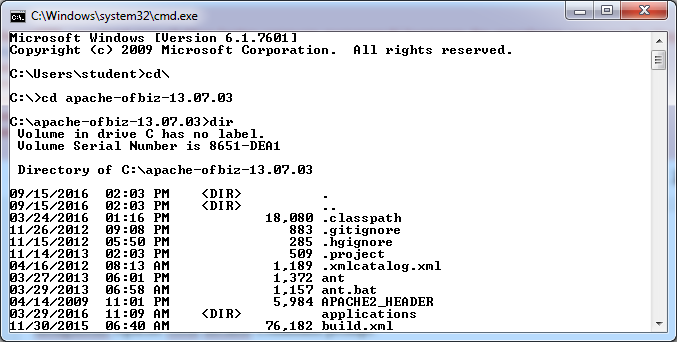 C:\Windows\system32\cmd.exe
Microsoft Windows [Version 6.1.7601]
Copyright (c) 2009 Microsoft Corporation.  All rights reserved.
C:\Users\student>cd\
C:\>cd apache-ofbiz-13.07.03
C:\apache-ofbiz-13.07.03>dir
 Volume in drive C has no label.
 Volume Serial Number is 8651-DEA1
 Directory of C:\apache-ofbiz-13.07.03
09/15/2016  02:03 PM    <DIR>          .
09/15/2016  02:03 PM    <DIR>          ..
03/24/2016  01:16 PM            18,080 .classpath
11/26/2012  09:08 PM               883 .gitignore
11/15/2012  05:50 PM               285 .hgignore
11/14/2013  02:03 PM               509 .project
04/16/2012  08:13 AM             1,189 .xmlcatalog.xml
03/27/2013  06:01 PM             1,372 ant
03/29/2013  06:58 AM             1,157 ant.bat
04/14/2009  11:01 PM             5,984 APACHE2_HEADER
03/29/2016  11:09 AM    <DIR>          applications
11/30/2015  06:40 AM            76,182 build.xml